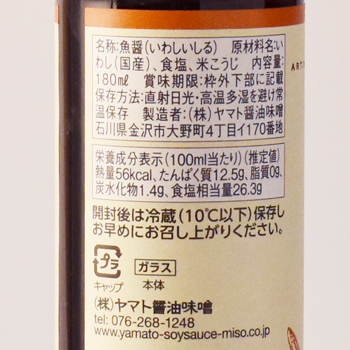 名称:魚醤(いわしいしる) 原材料名:い
わし(国産)、食塩、米こうじ 内容量:
180mℓ 賞味期限:枠外下部に記載
保存方法:直射日光・高温多湿を避け常
温保存 製造者:(株)ヤマト醤油味噌
石川県金沢市大野町4丁目イ170番地
栄養成分表示(100mℓ当たり)(推定値)
熱量56kcal、たんぱく質12.59g、脂質0g、
炭水化物1.4g、食塩相当量26.3g
開封後は冷蔵(10℃以下)保存し
お早めにお召し上がりください。
プラ
キャップ
ガラス
本体
(株)ヤマト醤油味噌
tel: 076-268-1248
www.yamato-soysauce-miso.co.jp